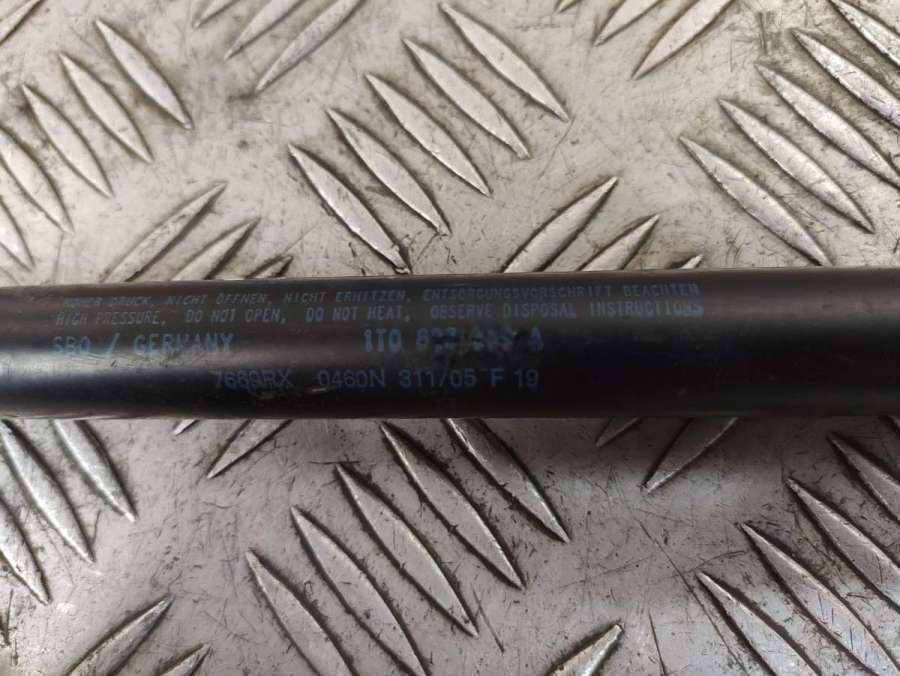 HOHER DRUCK, NICHT ÖFFNEN, NICHT ERHITZEN, ENTSORGUNGSVORSCHRIFT BEACHTEN
HIGH PRESSURE, DO NOT OPEN, DO NOT HEAT, OBSERVE DISPOSAL INSTRUCTIONS
SBO / GERMANY 1T0 A
0460N 311/05 F 19